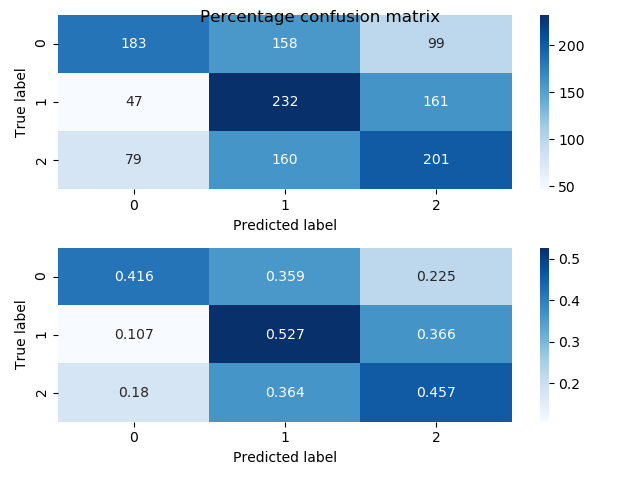 Percentage confusion matrix
True label
0 183 158 99
1 47 232 161
2 79 160 201
0 1 2
Predicted label
200
150
100
50
True label
0 0.416 0.359 0.225
1 0.107 0.527 0.366
2 0.18 0.364 0.457
0 1 2
Predicted label
0.5
0.4
0.3
0.2